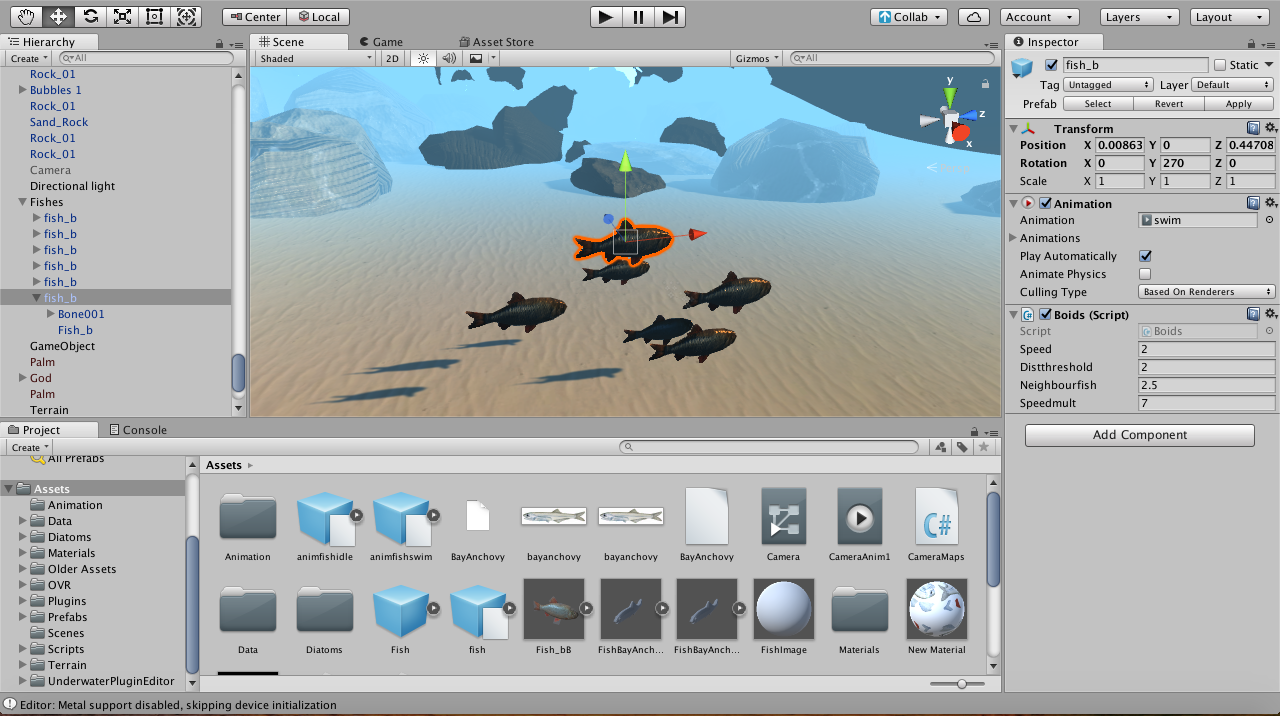 Center Local Collab Account Layers Layout
Hierarchy
Create All
Rock_01
Bubbles 1
Rock_01
Sand_Rock
Rock_01
Rock_01
Camera
Directional light
Fishes
fish_b
fish_b
fish_b
fish_b
fish_b
fish_b
Bone001
Fish_b
GameObject
Palm
God
Palm
Terrain
Scene Game Asset Store
Shaded 2D Gizmos All
y
z
x
Inspector
fish_b Static
Tag Untagged Layer Default
Prefab Select Revert Apply
Transform
Position X 0.00863 Y 0 Z 0.44708
Rotation X 0 Y 270 Z 0
Scale X 1 Y 1 Z 1
Animation
Animation swim
Animations
Play Automatically
Animate Physics
Culling Type Based On Renderers
C# Boids (Script)
Script Boids
Speed 2
Distthreshold 2
Neighbourfish 2.5
Speedmult 7
Add Component
Project Console
Create
All Prefabs
Assets
Animation
Data
Diatoms
Materials
Older Assets
OVR
Plugins
Prefabs
Scenes
Scripts
Terrain
UnderwaterPluginEditor
Assets
C#
Animation animfishidle animfishswim BayAnchovy bayanchovy bayanchovy BayAnchovy Camera CameraAnim1 CameraMaps
Data Diatoms Fish fish Fish_bB FishBayAnch... FishBayAnch... FishImage Materials New Material
Editor: Metal support disabled, skipping device initialization